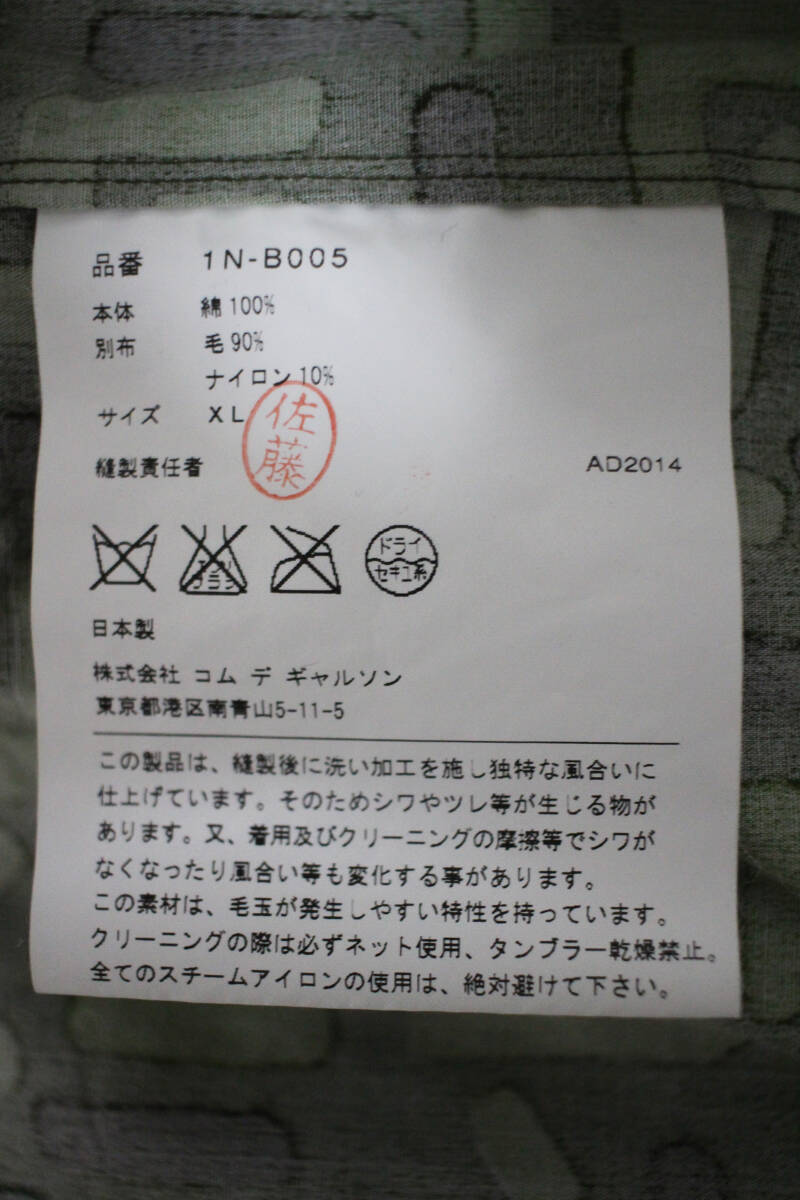 品番 1N-B005
本体 綿100%
別布 毛90%
ナイロン10%
サイズ XL
佐藤
縫製責任者 AD2014
ドライ
セキユ系
日本製
株式会社 コム デ ギャルソン
東京都港区南青山5-11-5
この製品は、縫製後に洗い加工を施し独特な風合いに
仕上げています。そのためシワやツレ等が生じる物が
あります。又、着用及びクリーニングの摩擦等でシワが
なくなったり風合い等も変化する事があります。
この素材は、毛玉が発生しやすい特性を持っています。
クリーニングの際は必ずネット使用、タンブラー乾燥禁止。
全てのスチームアイロンの使用は、絶対避けて下さい。